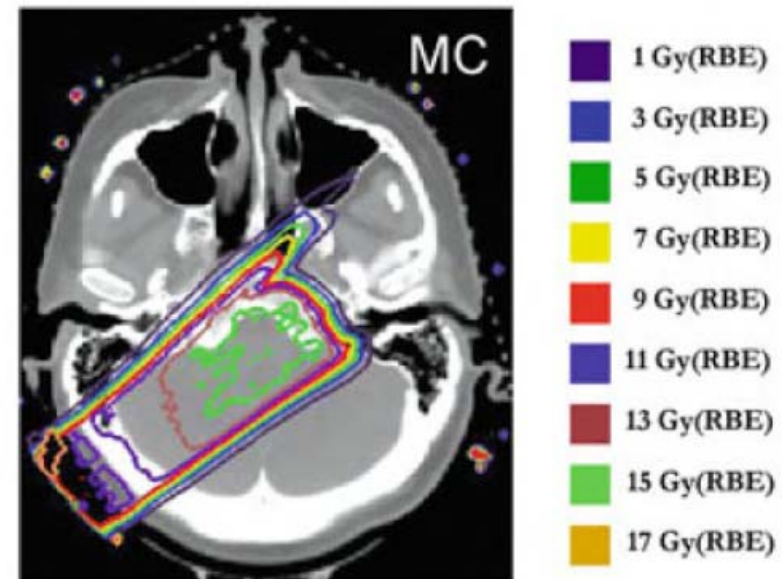 MC
1 Gy(RBE)
3 Gy(RBE)
5 Gy(RBE)
7 Gy(RBE)
9 Gy(RBE)
11 Gy(RBE)
13 Gy(RBE)
15 Gy(RBE)
17 Gy(RBE)